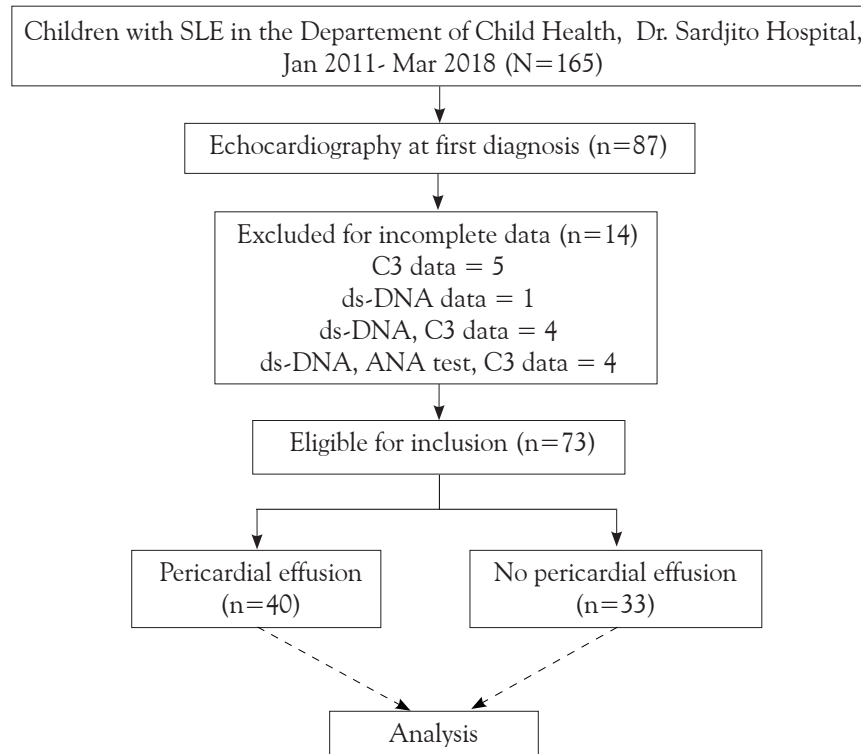 Children with SLE in the Departement of Child Health, Dr. Sardjito Hospital,
Jan 2011- Mar 2018 (N=165)
Echocardiography at first diagnosis (n=87)
Excluded for incomplete data (n=14)
C3 data = 5
ds-DNA data = 1
ds-DNA, C3 data = 4
ds-DNA, ANA test, C3 data = 4
Eligible for inclusion (n=73)
Pericardial effusion
(n=40)
No pericardial effusion
(n=33)
Analysis